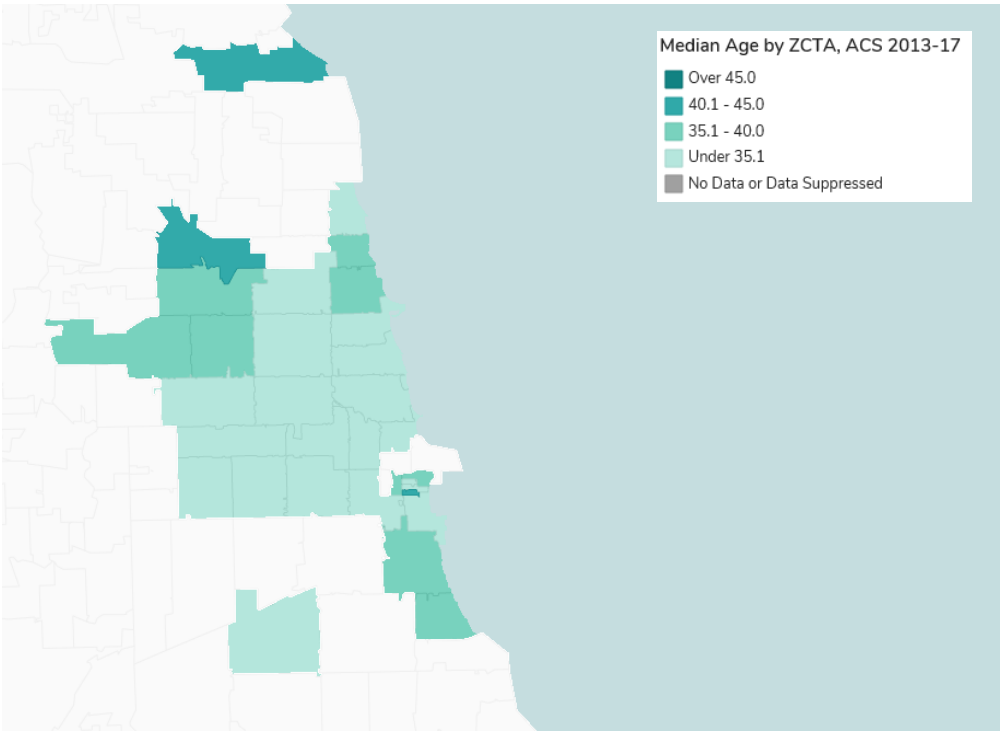 Median Age by ZCTA, ACS 2013-17
Over 45.0
40.1 - 45.0
35.1 - 40.0
Under 35.1
No Data or Data Suppressed